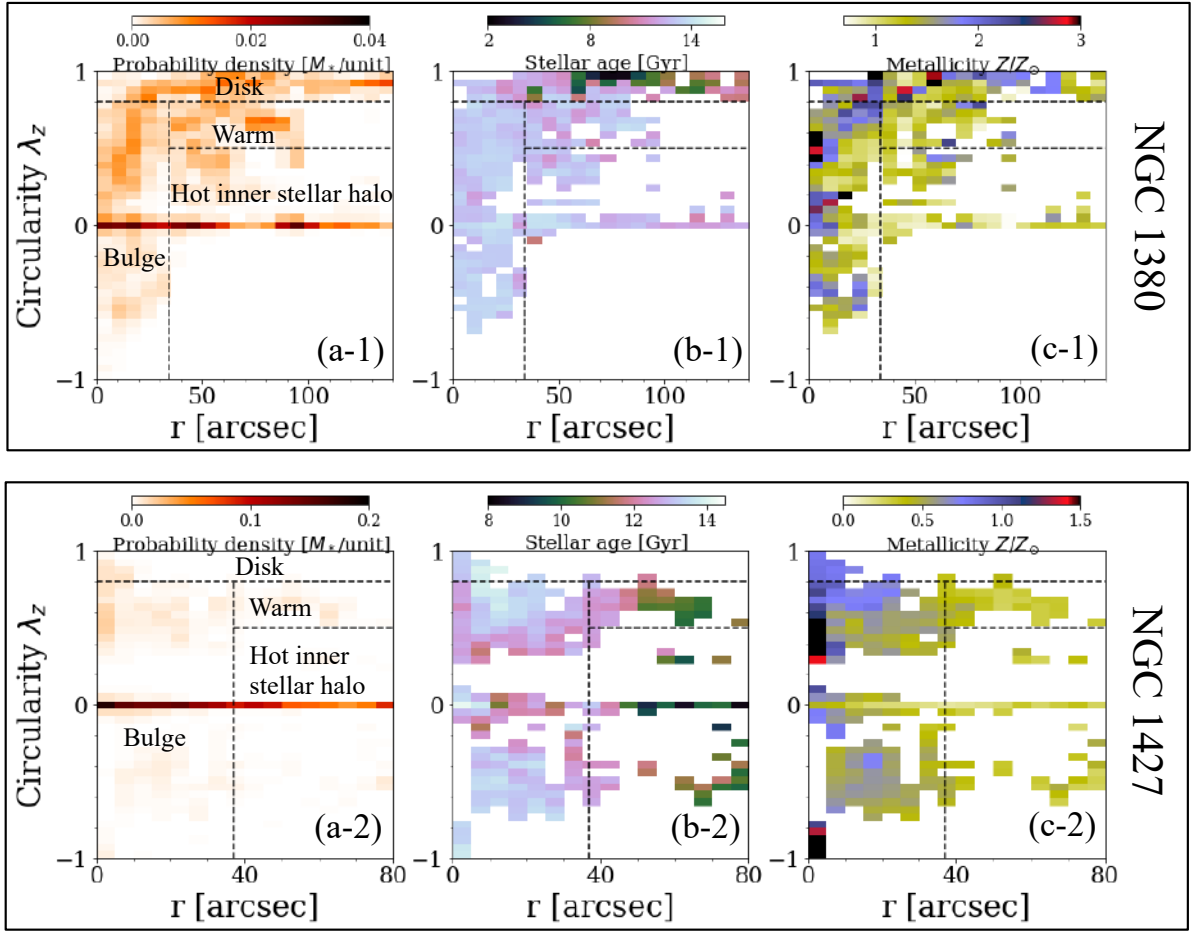 0.00 0.02 0.04
Probability density [M*/unit]
2 8 14
Stellar age [Gyr]
1 2 3
Metallicity Z/Z⊙
Circularity λz
1
0
−1
Disk
Warm
Hot inner stellar halo
Bulge
(a-1)
(b-1)
(c-1)
0 50 100
0 50 100
0 50 100
r [arcsec]
r [arcsec]
r [arcsec]
NGC 1380
0.0 0.1 0.2
Probability density [M*/unit]
8 10 12 14
Stellar age [Gyr]
0.0 0.5 1.0 1.5
Metallicity Z/Z⊙
Circularity λz
1
0
−1
1
0
−1
1
0
−1
Disk
Warm
Hot inner
stellar halo
Bulge
(a-2)
(b-2)
(c-2)
0 40 80
0 40 80
0 40 80
r [arcsec]
r [arcsec]
r [arcsec]
NGC 1427
1
0
−1
1
0
−1